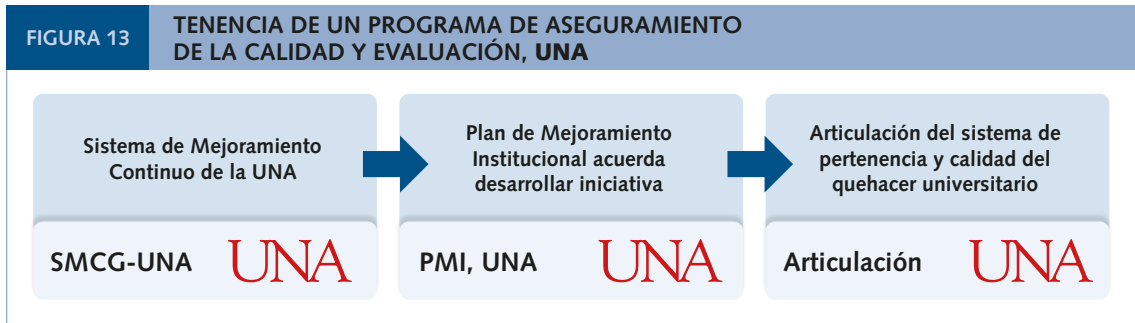 FIGURA 13
TENENCIA DE UN PROGRAMA DE ASEGURAMIENTO
DE LA CALIDAD Y EVALUACIÓN, UNA
Sistema de Mejoramiento
Continuo de la UNA
SMCG-UNA UNA
Plan de Mejoramiento
Institucional acuerda
desarrollar iniciativa
PMI, UNA UNA
Articulación del sistema de
pertenencia y calidad del
quehacer universitario
Articulación UNA